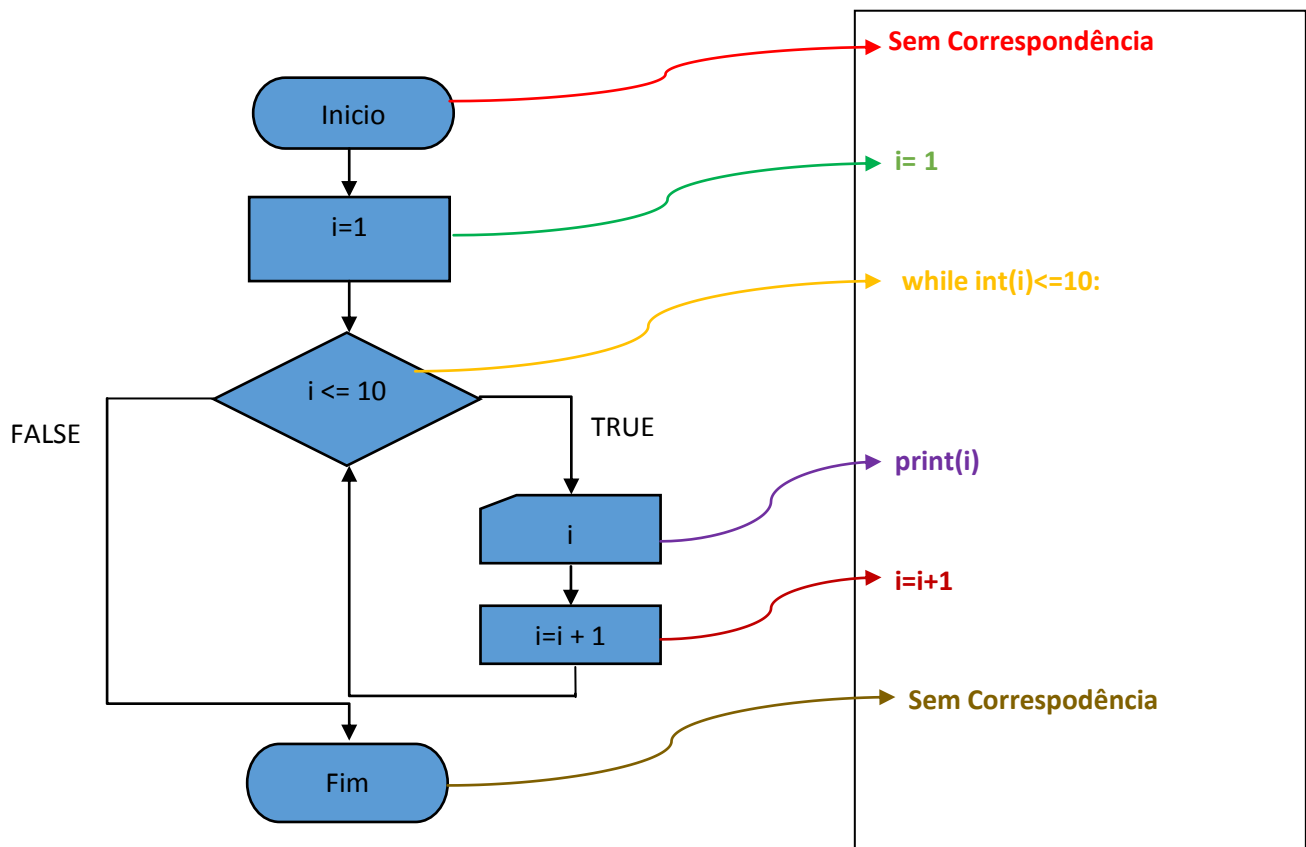 Sem Correspondência
Inicio
i= 1
i=1
while int(i)<=10:
i <= 10
FALSE
TRUE
print(i)
i
i=i+1
i=i + 1
Sem Correspodência
Fim